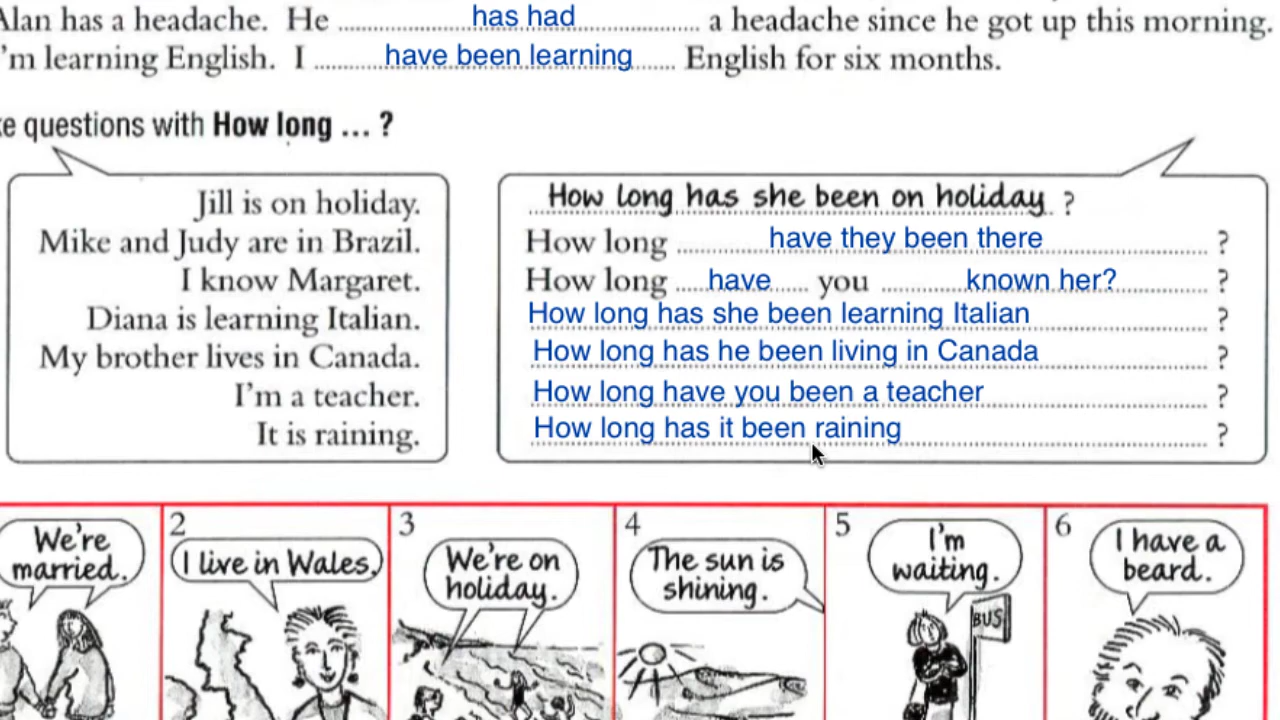 Alan has a headache. He has had a headache since he got up this morning.
'm learning English. I have been learning English for six months.
questions with How long ... ?
Jill is on holiday.
Mike and Judy are in Brazil.
I know Margaret.
Diana is learning Italian.
My brother lives in Canada.
I'm a teacher.
It is raining.
How long has she been on holiday ?
How long have they been there ?
How long have you known her? ?
How long has she been learning Italian ?
How long has he been living in Canada ?
How long have you been a teacher ?
How long has it been raining ?
We're
married.
2
I live in Wales.
3
We're on
holiday.
4
The sun is
shining.
5
I'm
waiting.
BUS
6
I have a
beard.